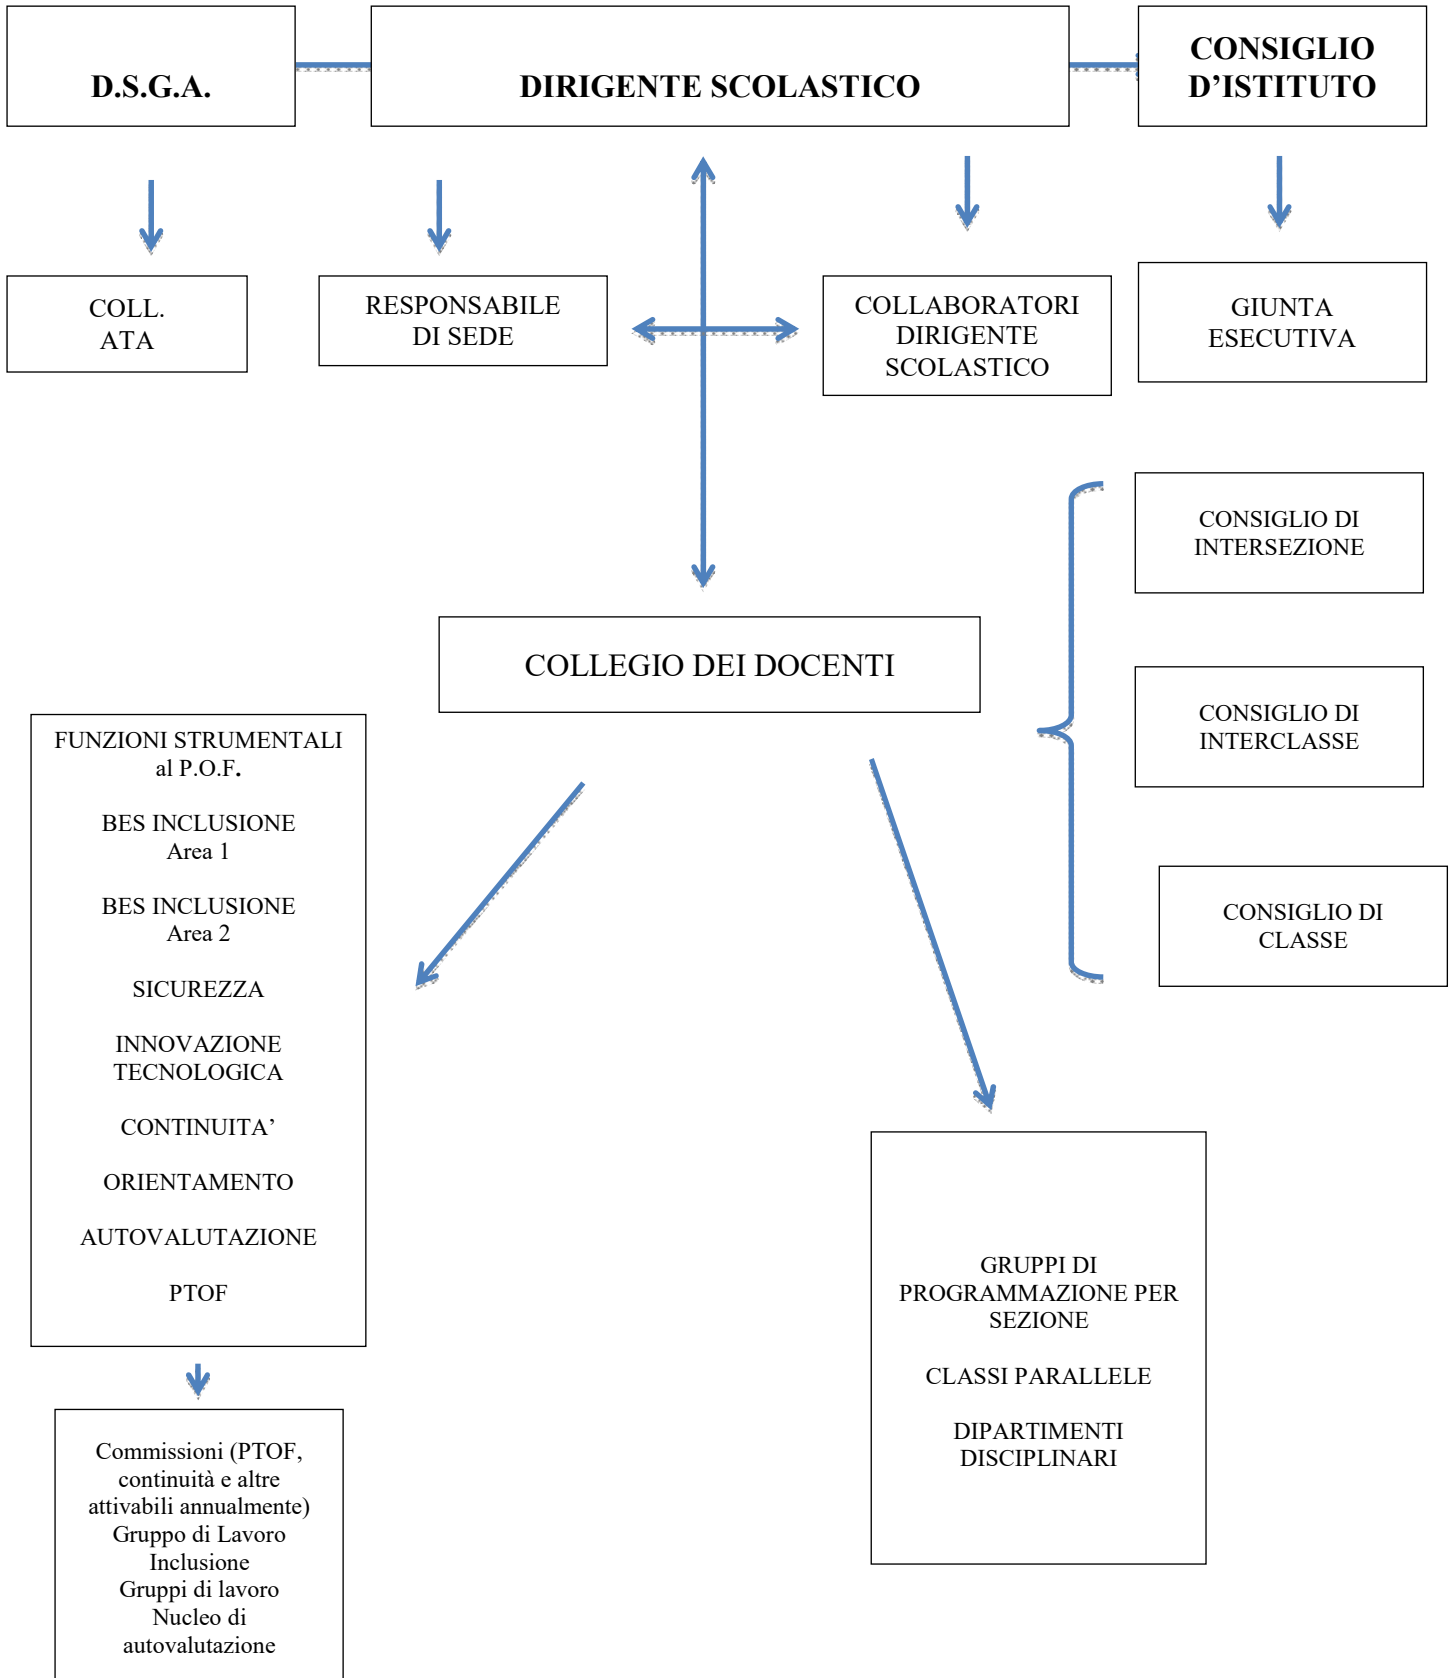 D.S.G.A.
DIRIGENTE SCOLASTICO
CONSIGLIO
D’ISTITUTO
COLL.
ATA
RESPONSABILE
DI SEDE
COLLABORATORI
DIRIGENTE
SCOLASTICO
GIUNTA
ESECUTIVA
CONSIGLIO DI
INTERSEZIONE
COLLEGIO DEI DOCENTI
CONSIGLIO DI
INTERCLASSE
CONSIGLIO DI
CLASSE
FUNZIONI STRUMENTALI
al P.O.F.
BES INCLUSIONE
Area 1
BES INCLUSIONE
Area 2
SICUREZZA
INNOVAZIONE
TECNOLOGICA
CONTINUITA’
ORIENTAMENTO
AUTOVALUTAZIONE
PTOF
GRUPPI DI
PROGRAMMAZIONE PER
SEZIONE
CLASSI PARALLELE
DIPARTIMENTI
DISCIPLINARI
Commissioni (PTOF,
continuità e altre
attivabili annualmente)
Gruppo di Lavoro
Inclusione
Gruppi di lavoro
Nucleo di
autovalutazione